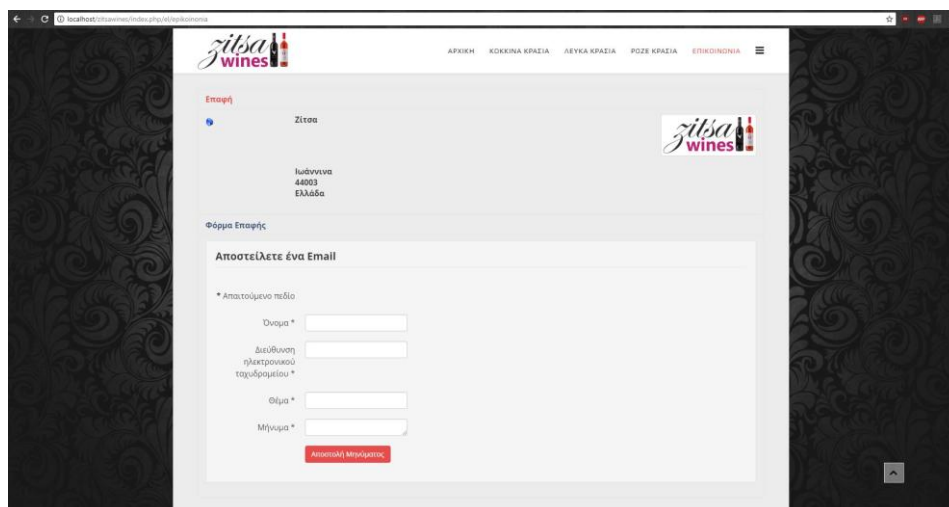 localhost/zitsawines/index.php/el/epikoinonia
zitsa
wines
ΑΡΧΙΚΗ ΚΟΚΚΙΝΑ ΚΡΑΣΙΑ ΛΕΥΚΑ ΚΡΑΣΙΑ ΡΟΖΕ ΚΡΑΣΙΑ ΕΠΙΚΟΙΝΩΝΙΑ
Επαφή
Ζίτσα
zitsa
wines
Ιωάννινα
44003
Ελλάδα
Φόρμα Επαφής
Αποστείλετε ένα Email
* Απαιτούμενο πεδίο
Όνομα *
Διεύθυνση
ηλεκτρονικού
ταχυδρομείου *
Θέμα *
Μήνυμα *
Αποστολή Μηνύματος